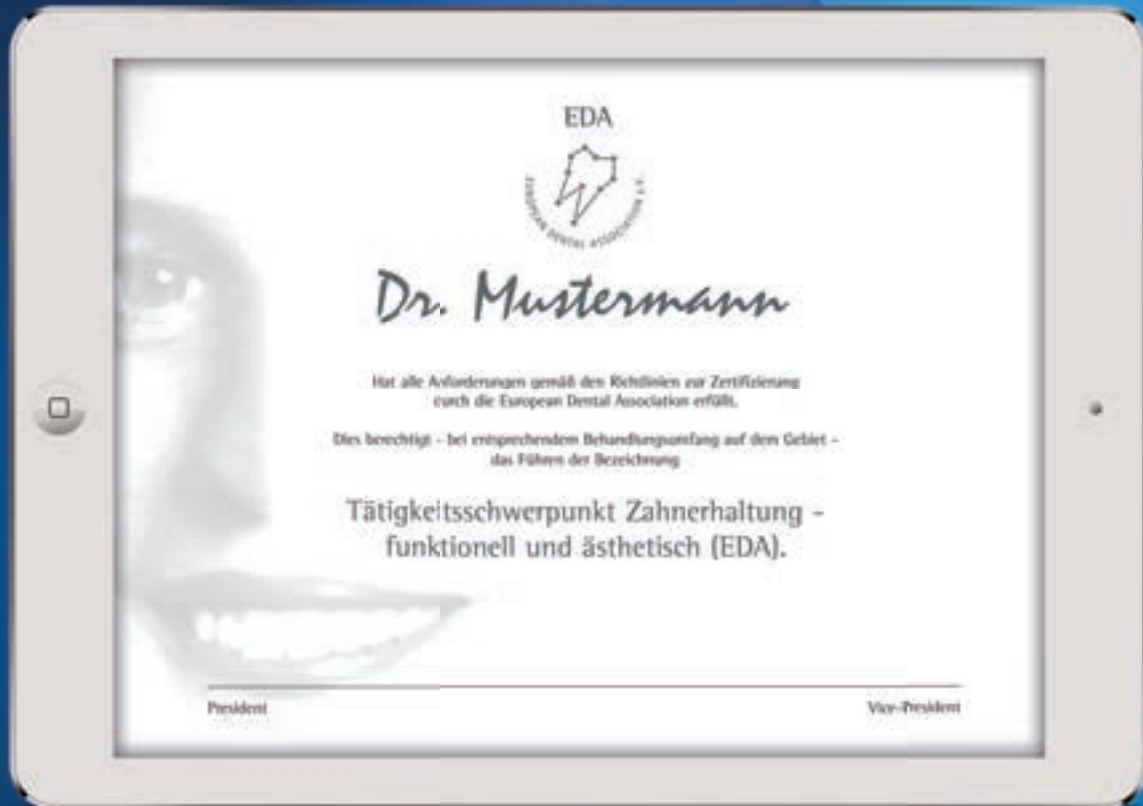 EDA
EUROPEAN DENTAL ASSOCIATION e.V.
Dr. Mustermann
Hat alle Anforderungen gemäß den Richtlinien zur Zertifizierung
durch die European Dental Association erfüllt.
Dies berechtigt - bei entsprechendem Behandlungsumfang auf dem Gebiet -
das Führen der Bezeichnung
Tätigkeitsschwerpunkt Zahnerhaltung -
funktionell und ästhetisch (EDA).
President
Vice-President